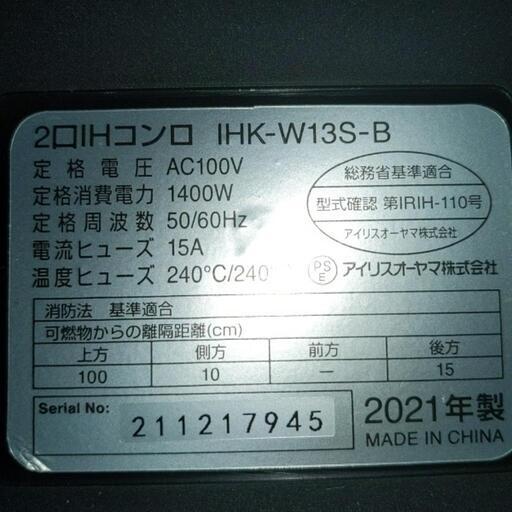 2口IHコンロ IHK-W13S-B
定格電圧 AC100V
定格消費電力 1400W
定格周波数 50/60Hz
電流ヒューズ 15A
温度ヒューズ 240℃/240
総務省基準適合
型式確認 第IRIH-110号
アイリスオーヤマ株式会社
PS
E
アイリスオーヤマ株式会社
消防法 基準適合
可燃物からの離隔距離(cm)
上方 側方 前方 後方
100 10 — 15
Serial No: 211217945
2021年製
MADE IN CHINA